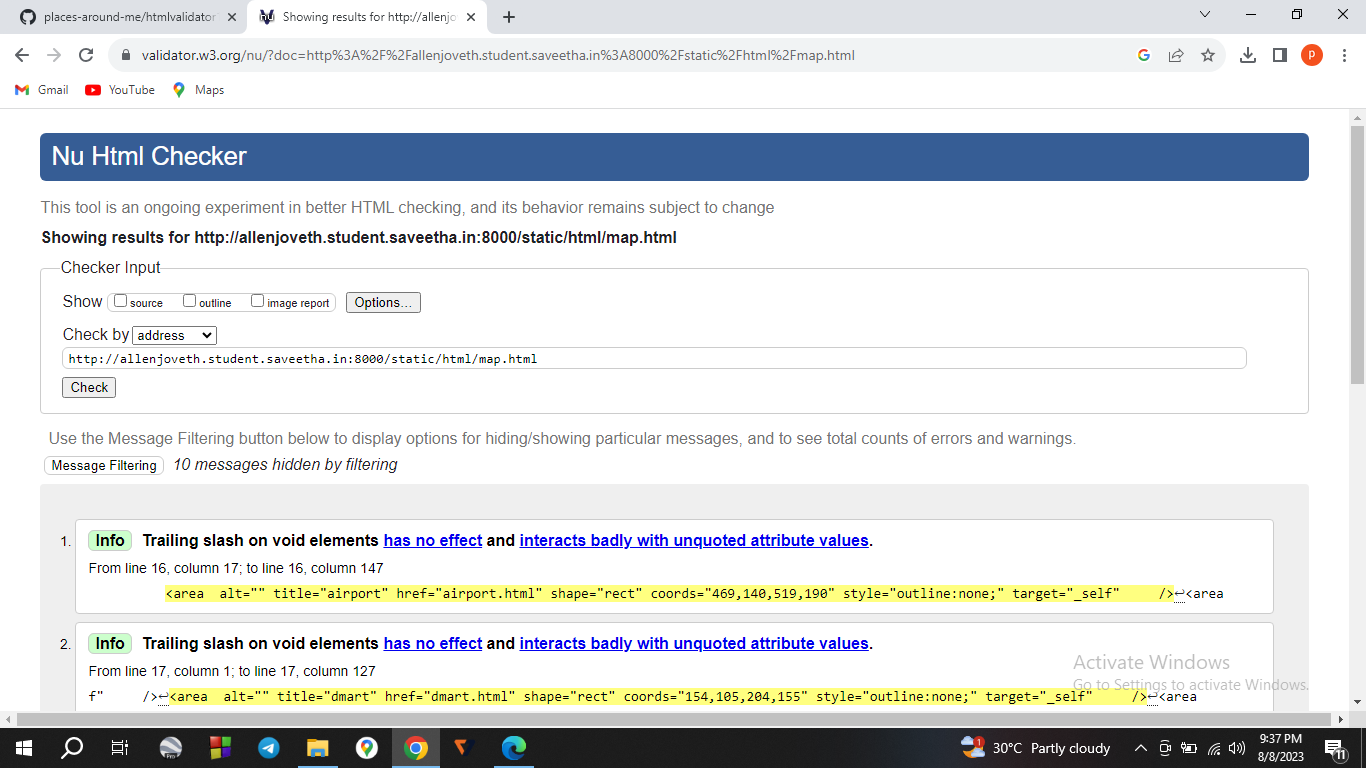 places-around-me/htmlvalidator
Showing results for http://allenjo
validator.w3.org/nu/?doc=http%3A%2F%2Fallenjoveth.student.saveetha.in%3A8000%2Fstatic%2Fhtml%2Fmap.html
P
Gmail YouTube Maps
Nu Html Checker
This tool is an ongoing experiment in better HTML checking, and its behavior remains subject to change
Showing results for http://allenjoveth.student.saveetha.in:8000/static/html/map.html
Checker Input
Show source outline image report Options...
Check by address
http://allenjoveth.student.saveetha.in:8000/static/html/map.html
Check
Use the Message Filtering button below to display options for hiding/showing particular messages, and to see total counts of errors and warnings.
Message Filtering 10 messages hidden by filtering
1. Info Trailing slash on void elements has no effect and interacts badly with unquoted attribute values.
From line 16, column 17; to line 16, column 147
<area  alt="" title="airport" href="airport.html" shape="rect" coords="469,140,519,190" style="outline:none;" target="_self"     />↩<area
2. Info Trailing slash on void elements has no effect and interacts badly with unquoted attribute values.
From line 17, column 1; to line 17, column 127
f"     />↩<area  alt="" title="dmart" href="dmart.html" shape="rect" coords="154,105,204,155" style="outline:none;" target="_self"     />↩<area
Activate Windows
Go to Settings to activate Windows.
Pro
1
30°C Partly cloudy
9:37 PM
8/8/2023
11